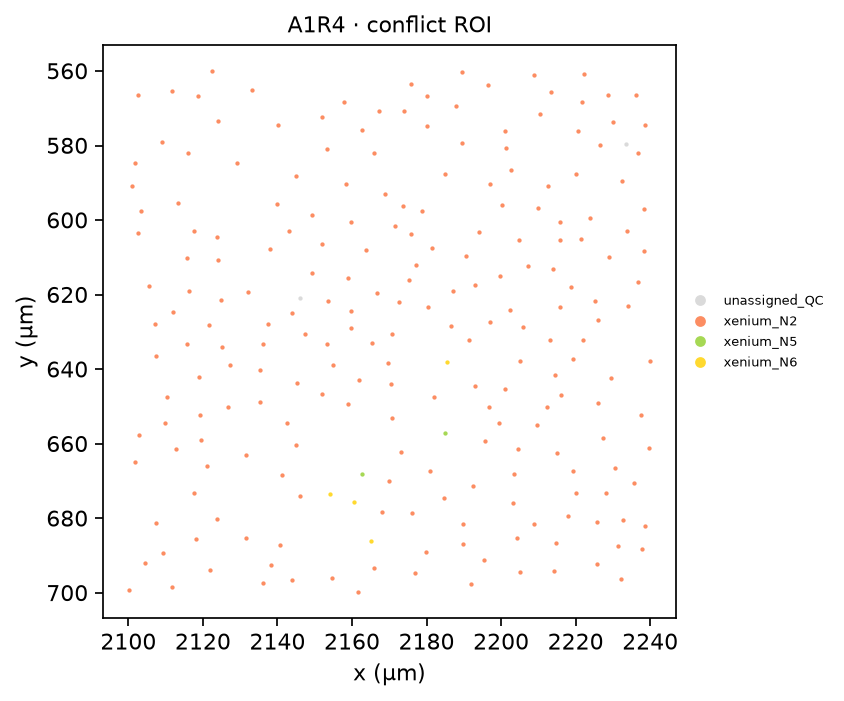 A1R4 · conflict ROI
560
580
600
620
640
660
680
700
y (µm)
2100 2120 2140 2160 2180 2200 2220 2240
x (µm)
unassigned_QC
xenium_N2
xenium_N5
xenium_N6